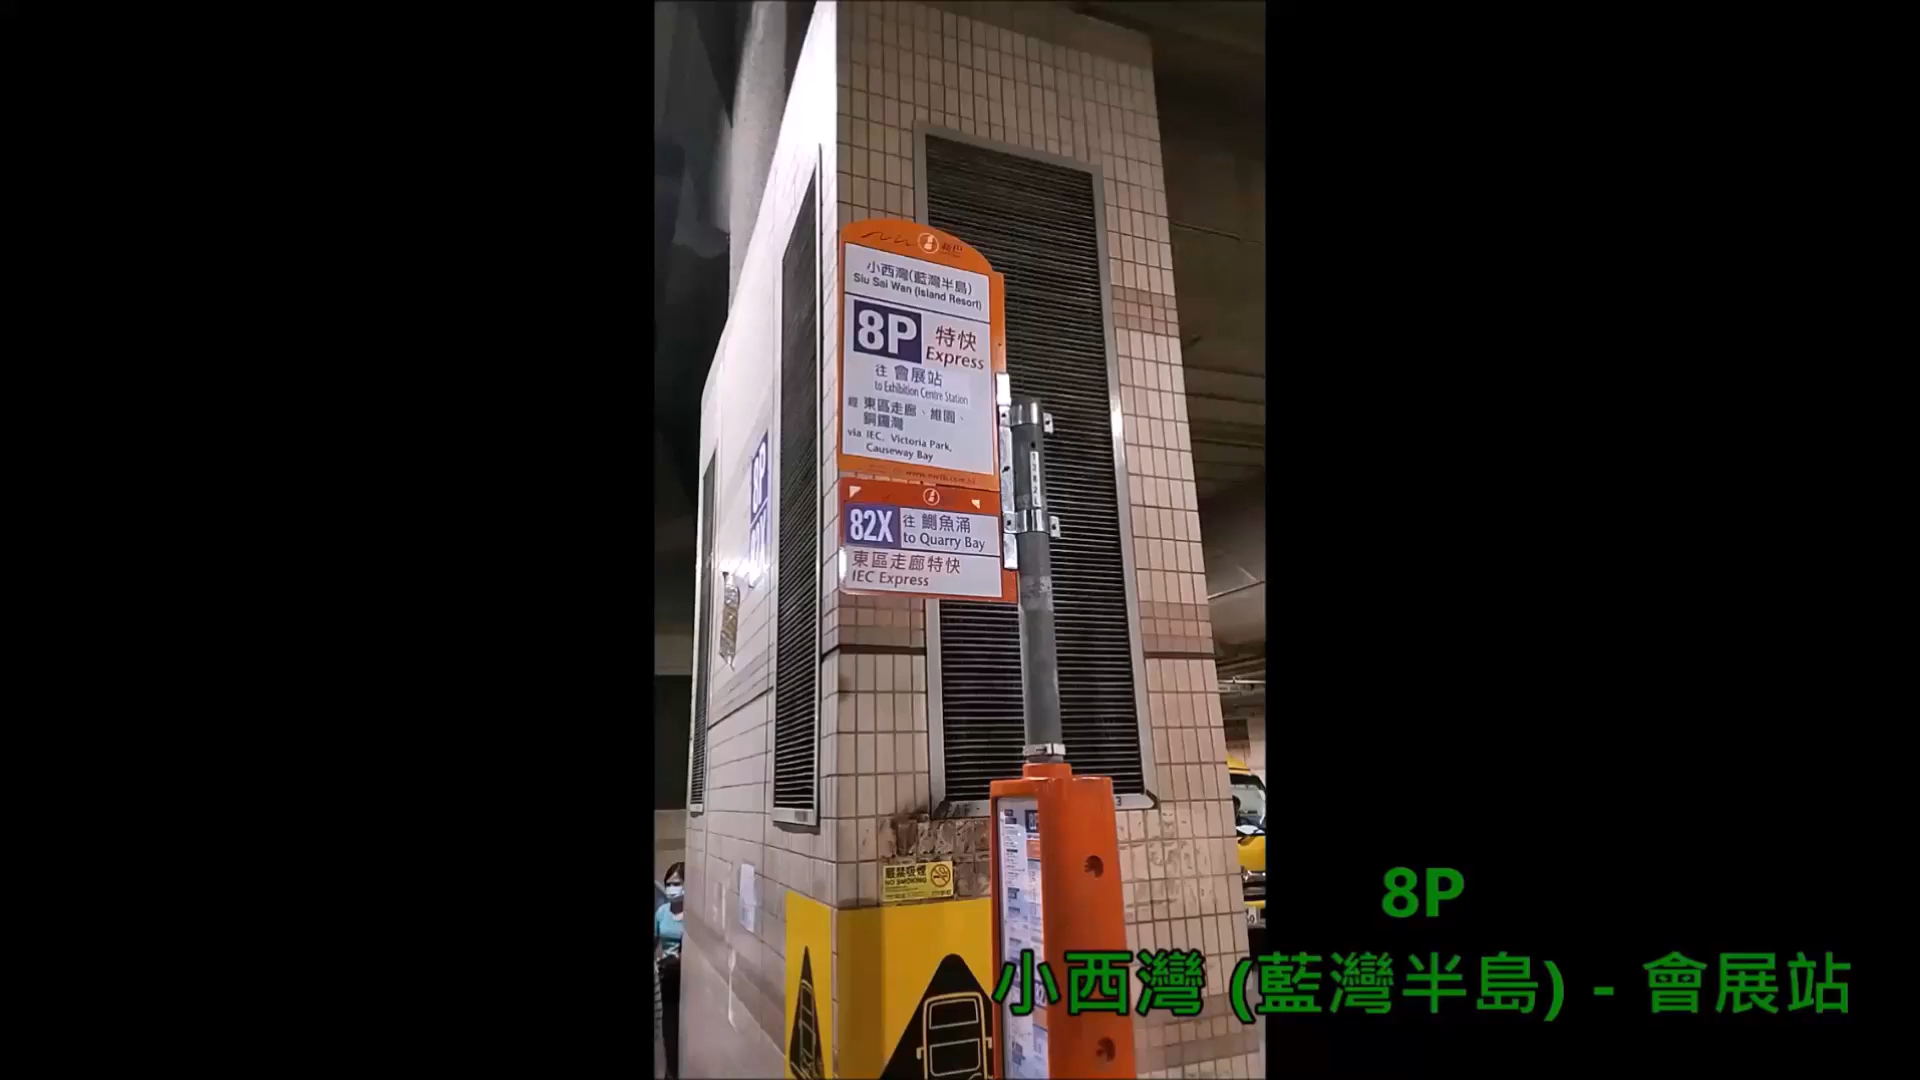 新巴
小西灣(藍灣半島)
Siu Sai Wan (Island Resort)
8P 特快
Express
往 會展站
to Exhibition Centre Station
經 東區走廊、維園、
銅鑼灣
via IEC, Victoria Park,
Causeway Bay
82X 往 鰂魚涌
to Quarry Bay
東區走廊特快
IEC Express
8P
82X
嚴禁吸煙
NO SMOKING
8P
小西灣 (藍灣半島) - 會展站